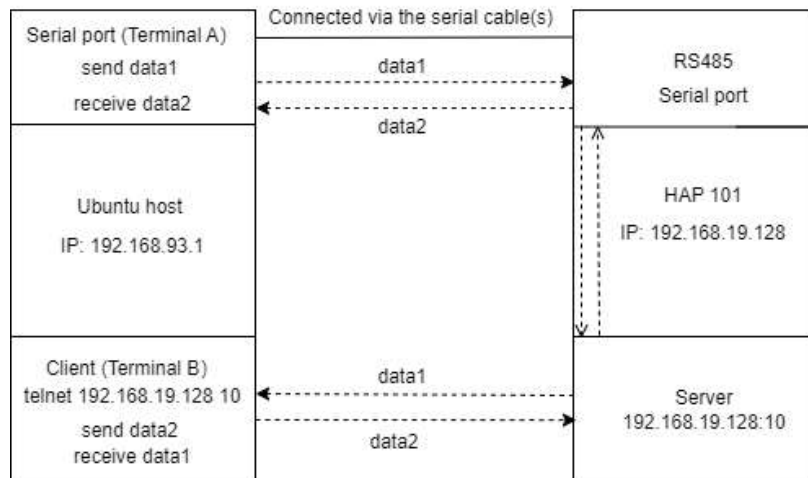 Connected via the serial cable(s)
Serial port (Terminal A)
send data1
receive data2
data1
data2
RS485
Serial port
Ubuntu host
IP: 192.168.93.1
HAP 101
IP: 192.168.19.128
Client (Terminal B)
telnet 192.168.19.128 10
send data2
receive data1
data1
data2
Server
192.168.19.128:10